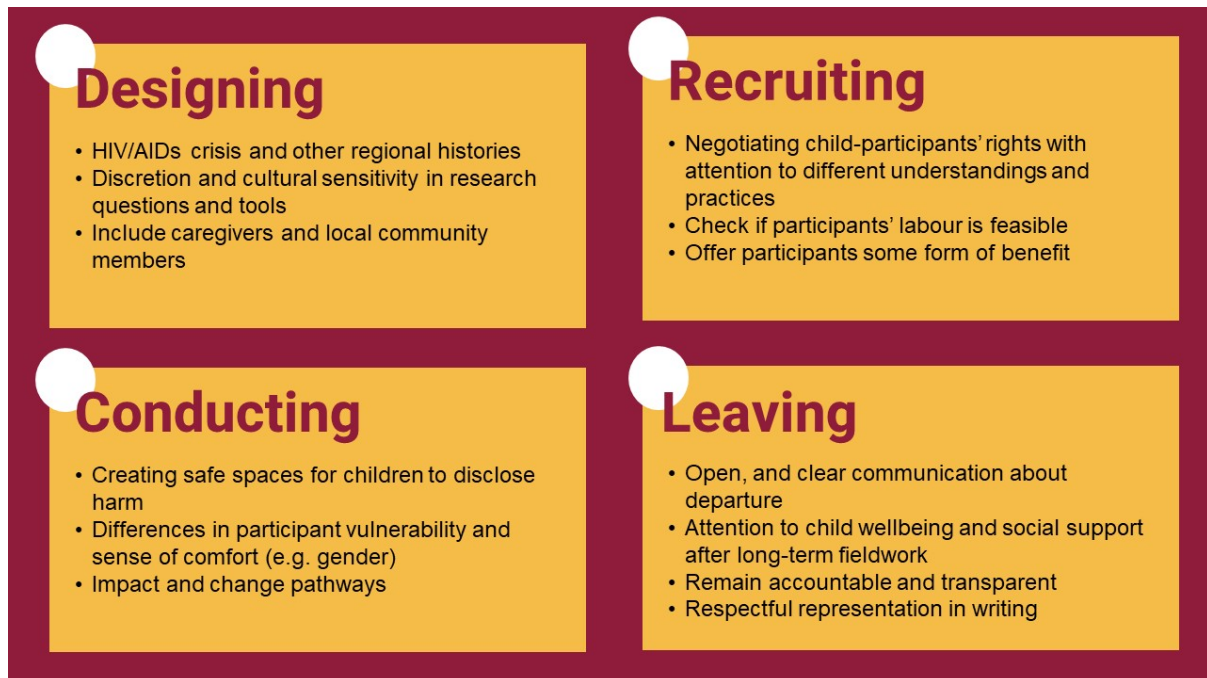 Designing
• HIV/AIDs crisis and other regional histories
• Discretion and cultural sensitivity in research
questions and tools
• Include caregivers and local community
members
Recruiting
• Negotiating child-participants’ rights with
attention to different understandings and
practices
• Check if participants’ labour is feasible
• Offer participants some form of benefit
Conducting
• Creating safe spaces for children to disclose
harm
• Differences in participant vulnerability and
sense of comfort (e.g. gender)
• Impact and change pathways
Leaving
• Open, and clear communication about
departure
• Attention to child wellbeing and social support
after long-term fieldwork
• Remain accountable and transparent
• Respectful representation in writing